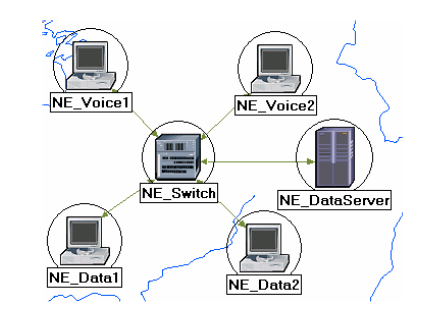 NE_Voice1
NE_Voice2
NE_Switch
NE_DataServer
NE_Data1
NE_Data2